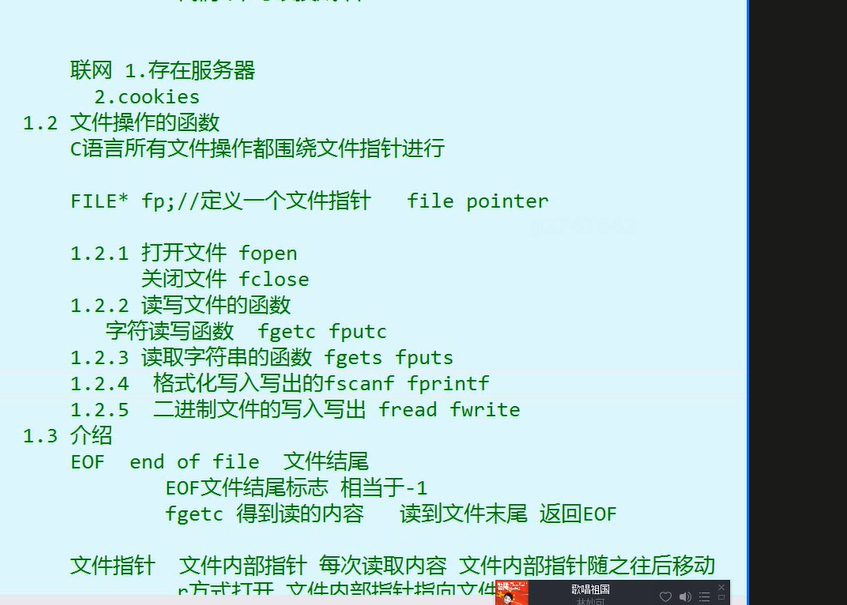 联网 1.存在服务器
2.cookies
1.2 文件操作的函数
C语言所有文件操作都围绕文件指针进行
FILE* fp;//定义一个文件指针 file pointer
1.2.1 打开文件 fopen
关闭文件 fclose
1.2.2 读写文件的函数
字符读写函数 fgetc fputc
1.2.3 读取字符串的函数 fgets fputs
1.2.4 格式化写入写出的fscanf fprintf
1.2.5 二进制文件的写入写出 fread fwrite
1.3 介绍
EOF end of file 文件结尾
EOF文件结尾标志 相当于-1
fgetc 得到读的内容 读到文件末尾 返回EOF
文件指针 文件内部指针 每次读取内容 文件内部指针随之往后移动
r方式打开 文件内部指针指向文件
歌唱祖国